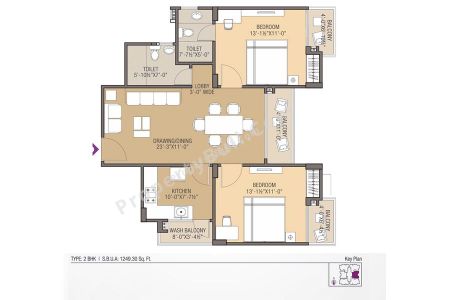 BEDROOM
13'-1½"X11'-0"
TOILET
7'-7½"X5'-0"
BALCONY
TOILET
5'-10½"X7'-0"
LOBBY
3'-0" WIDE
DRAWING/DINING
23'-3"X11'-0"
BALCONY
KITCHEN
10'-0"X7'-7½"
BEDROOM
13'-1½"X11'-0"
BALCONY
WASH BALCONY
8'-0"X3'-4½"
TYPE: 2 BHK | S.B.U.A: 1249.30 Sq. Ft.
Key Plan